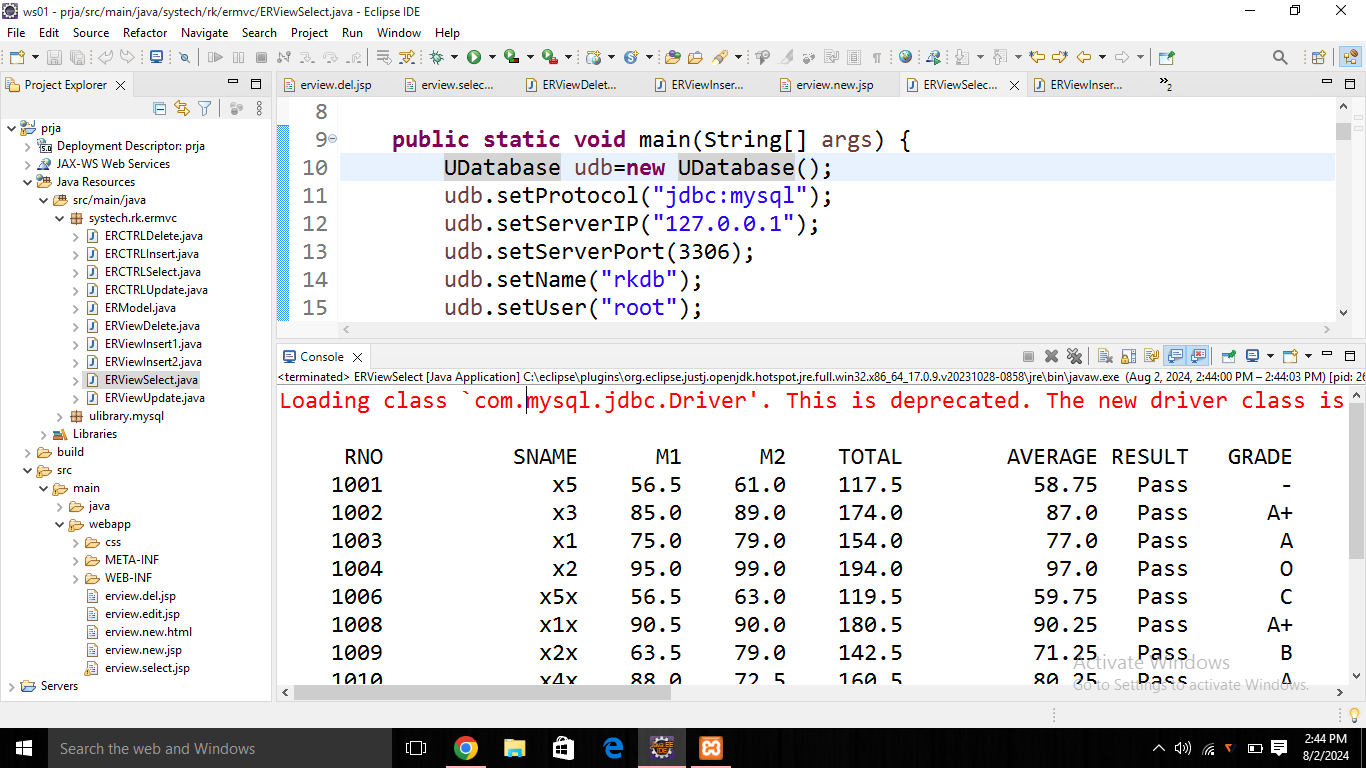 ws01 - prja/src/main/java/systech/rk/ermvc/ERViewSelect.java - Eclipse IDE
File Edit Source Refactor Navigate Search Project Run Window Help
Project Explorer
prja
Deployment Descriptor: prja
JAX-WS Web Services
Java Resources
src/main/java
systech.rk.ermvc
ERCTRLDelete.java
ERCTRLInsert.java
ERCTRLSelect.java
ERCTRLUpdate.java
ERModel.java
ERViewDelete.java
ERViewInsert1.java
ERViewInsert2.java
ERViewSelect.java
ERViewUpdate.java
ulibrary.mysql
Libraries
build
src
main
java
webapp
css
META-INF
WEB-INF
erview.del.jsp
erview.edit.jsp
erview.new.html
erview.new.jsp
erview.select.jsp
Servers
erview.del.jsp erview.selec... ERViewDelet... ERViewInser... erview.new.jsp ERViewSelec... ERViewInser... »2
8
9 public static void main(String[] args) {
10 UDatabase udb=new UDatabase();
11 udb.setProtocol("jdbc:mysql");
12 udb.setServerIP("127.0.0.1");
13 udb.setServerPort(3306);
14 udb.setName("rkdb");
15 udb.setUser("root");
Console
<terminated> ERViewSelect [Java Application] C:\eclipse\plugins\org.eclipse.justj.openjdk.hotspot.jre.full.win32.x86_64_17.0.9.v20231028-0858\jre\bin\javaw.exe (Aug 2, 2024, 2:44:00 PM – 2:44:03 PM) [pid: 26
Loading class `com.mysql.jdbc.Driver'. This is deprecated. The new driver class is
RNO SNAME M1 M2 TOTAL AVERAGE RESULT GRADE
1001 x5 56.5 61.0 117.5 58.75 Pass -
1002 x3 85.0 89.0 174.0 87.0 Pass A+
1003 x1 75.0 79.0 154.0 77.0 Pass A
1004 x2 95.0 99.0 194.0 97.0 Pass O
1006 x5x 56.5 63.0 119.5 59.75 Pass C
1008 x1x 90.5 90.0 180.5 90.25 Pass A+
1009 x2x 63.5 79.0 142.5 71.25 Pass B
1010 x4x 88.0 72.5 160.5 80.25 Pass A
Activate Windows
Go to Settings to activate Windows.
Search the web and Windows
2:44 PM
8/2/2024